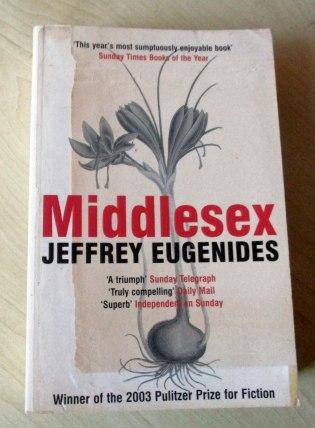 'This year's most sumptuously enjoyable book'
Sunday Times Books of the Year
Middlesex
JEFFREY EUGENIDES
'A triumph' Sunday Telegraph
'Truly compelling' Daily Mail
'Superb' Independent on Sunday
Winner of the 2003 Pulitzer Prize for Fiction